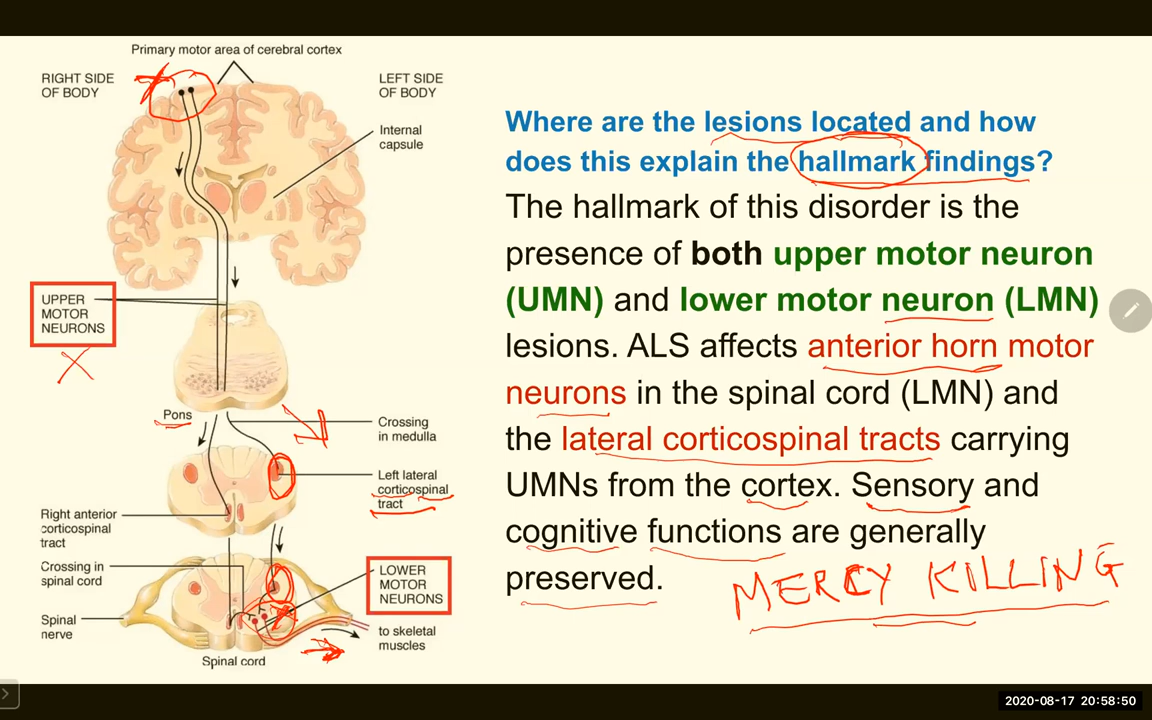 Primary motor area of cerebral cortex
RIGHT SIDE
OF BODY
LEFT SIDE
OF BODY
Internal
capsule
UPPER
MOTOR
NEURONS
Pons
Crossing
in medulla
Left lateral
corticospinal
tract
Right anterior
corticospinal
tract
Crossing in
spinal cord
LOWER
MOTOR
NEURONS
Spinal
nerve
to skeletal
muscles
Spinal cord
Where are the lesions located and how
does this explain the hallmark findings?
The hallmark of this disorder is the
presence of both upper motor neuron
(UMN) and lower motor neuron (LMN)
lesions. ALS affects anterior horn motor
neurons in the spinal cord (LMN) and
the lateral corticospinal tracts carrying
UMNs from the cortex. Sensory and
cognitive functions are generally
preserved.
MERCY KILLING
2020-08-17 20:58:50